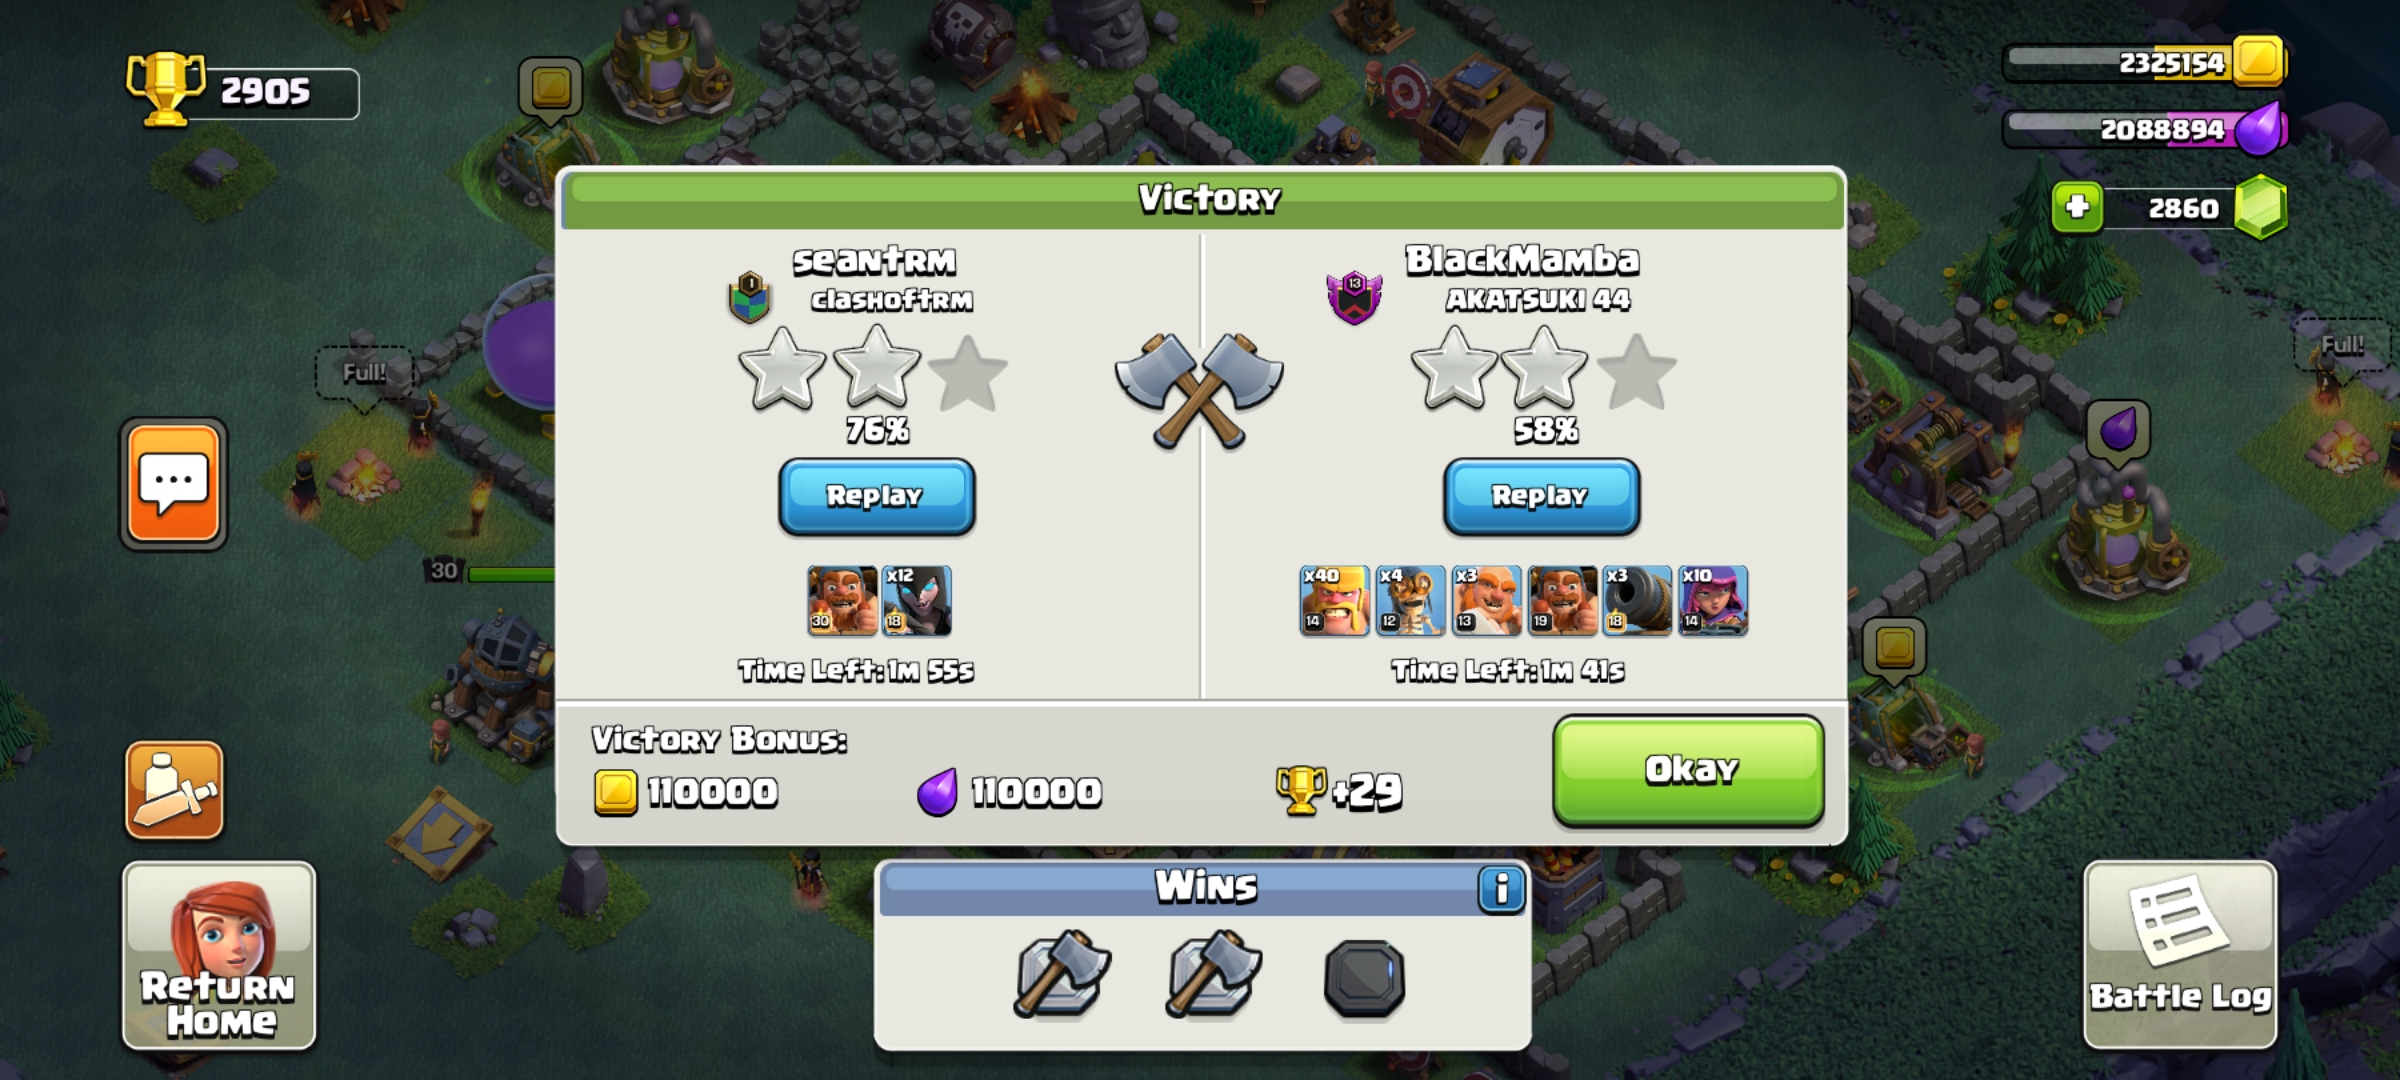 2905
2325154
2088894
2860
Full!
Full!
30
Victory
seantrm
1
clashoftrm
76%
Replay
30
x12
18
Time Left:1m 55s
BlackMamba
13
AKATSUKI 44
58%
Replay
x40
14
x4
12
x3
13
19
x3
18
x10
14
Time Left:1m 41s
Victory Bonus:
110000
110000
+29
Okay
Wins
i
Return
Home
Battle Log